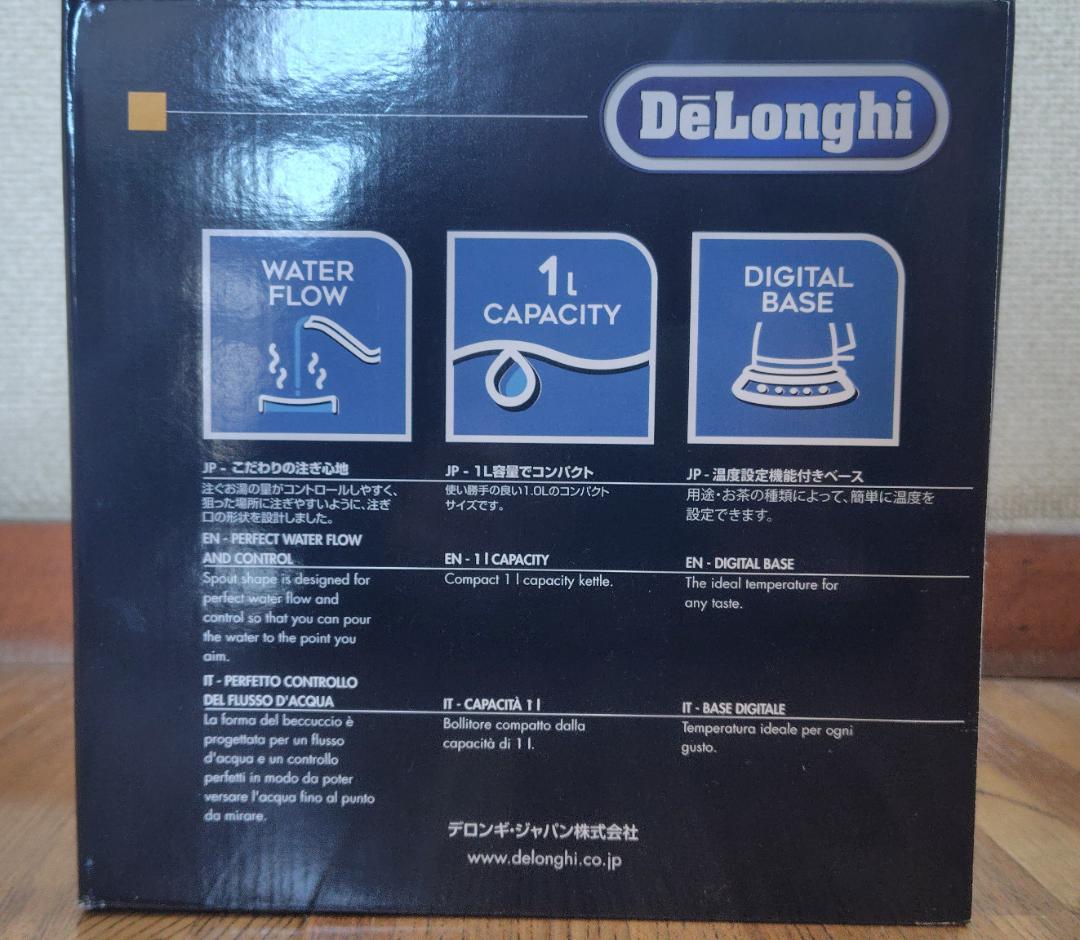 DēLonghi
WATER
FLOW
1l
CAPACITY
DIGITAL
BASE
JP - こだわりの注ぎ心地
注ぐお湯の量がコントロールしやすく、
狙った場所に注ぎやすいように、注ぎ
口の形状を設計しました。
EN - PERFECT WATER FLOW
AND CONTROL
Spout shape is designed for
perfect water flow and
control so that you can pour
the water to the point you
aim.
IT - PERFETTO CONTROLLO
DEL FLUSSO D'ACQUA
La forma del beccuccio è
progettata per un flusso
d'acqua e un controllo
perfetti in modo da poter
versare l'acqua fino al punto
da mirare.
JP - 1L容量でコンパクト
使い勝手の良い1.0Lのコンパクト
サイズです。
EN - 1 l CAPACITY
Compact 1 l capacity kettle.
IT - CAPACITÀ 1 l
Bollitore compatto dalla
capacità di 1 l.
JP - 温度設定機能付きベース
用途・お茶の種類によって、簡単に温度を
設定できます。
EN - DIGITAL BASE
The ideal temperature for
any taste.
IT - BASE DIGITALE
Temperatura ideale per ogni
gusto.
デロンギ・ジャパン株式会社
www.delonghi.co.jp